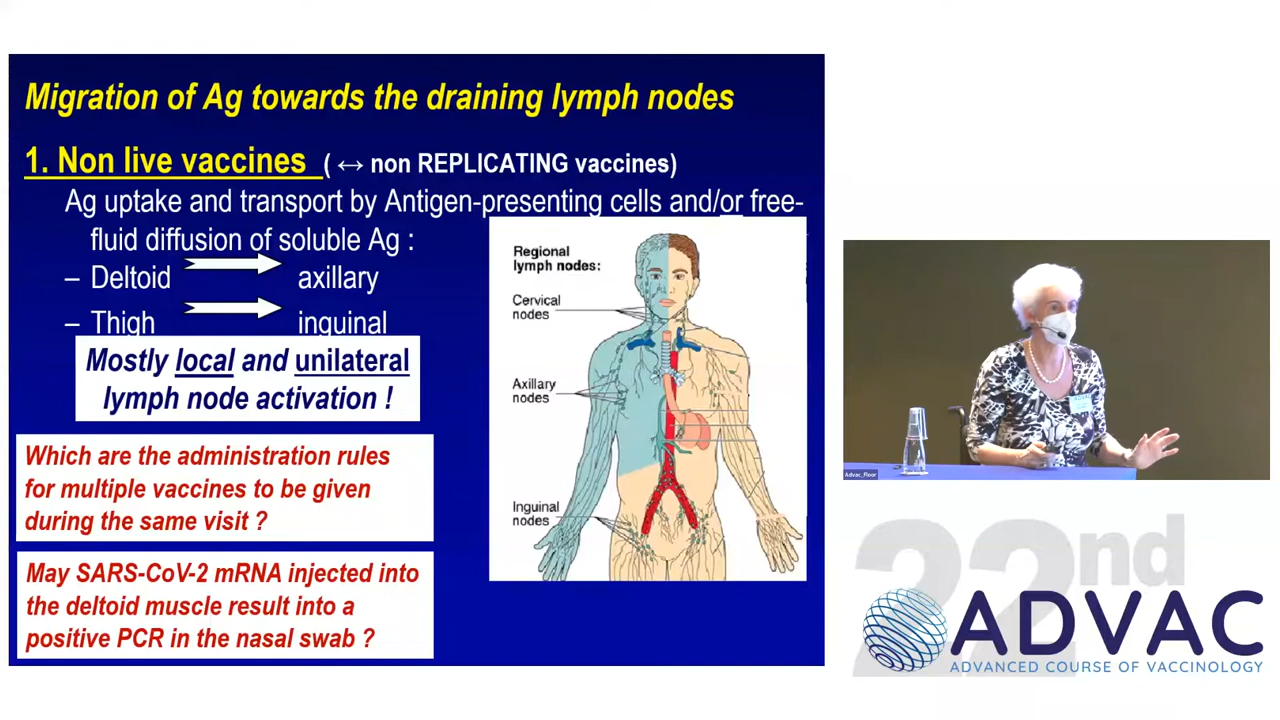 Migration of Ag towards the draining lymph nodes
1. Non live vaccines ( ↔ non REPLICATING vaccines)
Ag uptake and transport by Antigen-presenting cells and/or free-
fluid diffusion of soluble Ag :
– Deltoid axillary
– Thigh inguinal
Mostly local and unilateral
lymph node activation !
Which are the administration rules
for multiple vaccines to be given
during the same visit ?
May SARS-CoV-2 mRNA injected into
the deltoid muscle result into a
positive PCR in the nasal swab ?
Regional
lymph nodes:
Cervical
nodes
Axillary
nodes
Inguinal
nodes
ADVAC
Advac_Floor
22nd
ADVAC
ADVANCED COURSE OF VACCINOLOGY